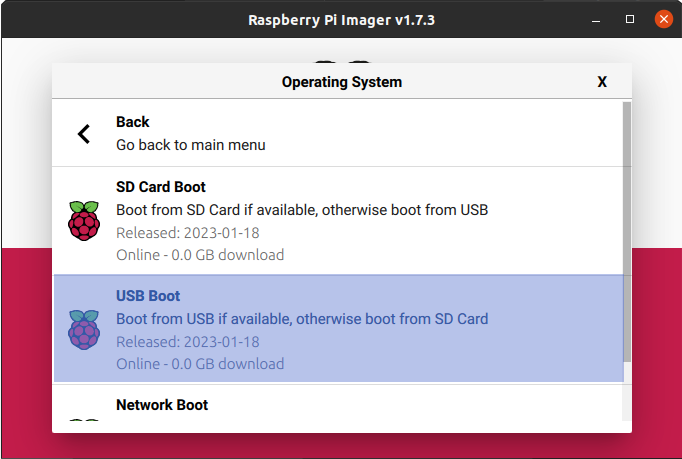 Raspberry Pi Imager v1.7.3
Operating System
X
Back
Go back to main menu
SD Card Boot
Boot from SD Card if available, otherwise boot from USB
Released: 2023-01-18
Online - 0.0 GB download
USB Boot
Boot from USB if available, otherwise boot from SD Card
Released: 2023-01-18
Online - 0.0 GB download
Network Boot